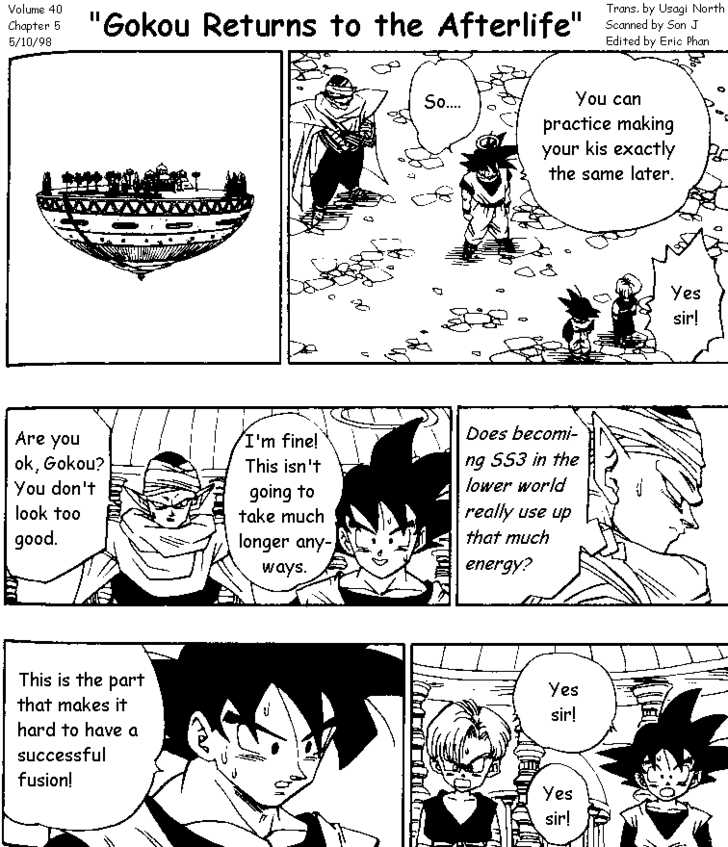 Volume 40
Chapter 5
5/10/98
"Gokou Returns to the Afterlife"
Trans. by Usagi North
Scanned by Son J
Edited by Eric Phan
So....
You can
practice making
your kis exactly
the same later.
Yes
sir!
Are you
ok, Gokou?
You don't
look too
good.
I'm fine!
This isn't
going to
take much
longer any-
ways.
Does becomi-
ng SS3 in the
lower world
really use up
that much
energy?
This is the part
that makes it
hard to have a
successful
fusion!
Yes
sir!
Yes
sir!